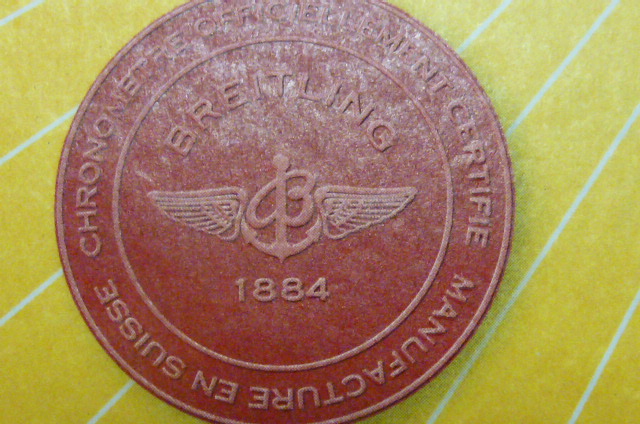 CHRONOMETRE OFFICIELLEMENT CERTIFIE
BREITLING
B
1884
MANUFACTURE EN SUISSE